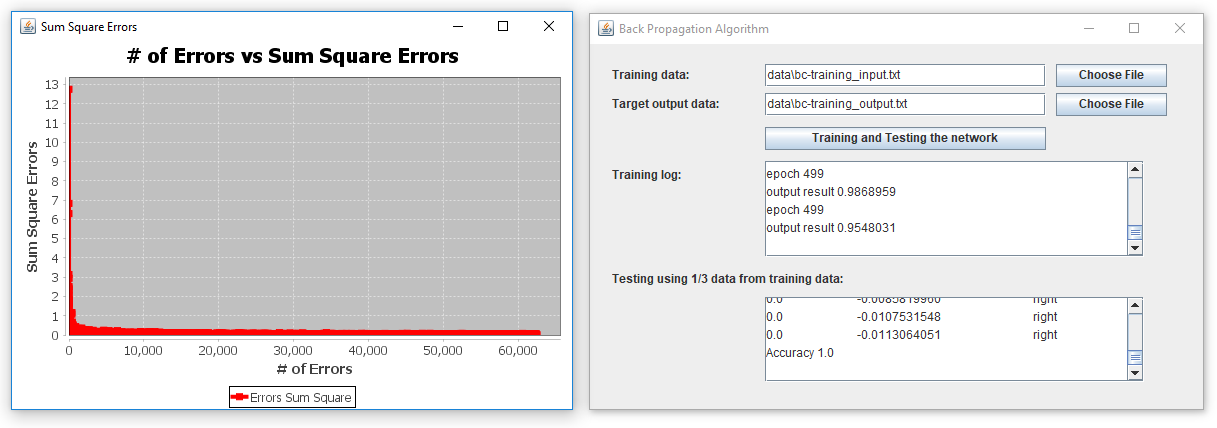 Sum Square Errors
# of Errors vs Sum Square Errors
13
12
11
10
9
8
7
6
5
4
3
2
1
0
Sum Square Errors
0 10,000 20,000 30,000 40,000 50,000 60,000
# of Errors
Errors Sum Square
Back Propagation Algorithm
Training data: data\bc-training_input.txt Choose File
Target output data: data\bc-training_output.txt Choose File
Training and Testing the network
Training log:
epoch 499
output result 0.9868959
epoch 499
output result 0.9548031
Testing using 1/3 data from training data:
0.0 -0.0085819960 right
0.0 -0.0107531548 right
0.0 -0.0113064051 right
Accuracy 1.0